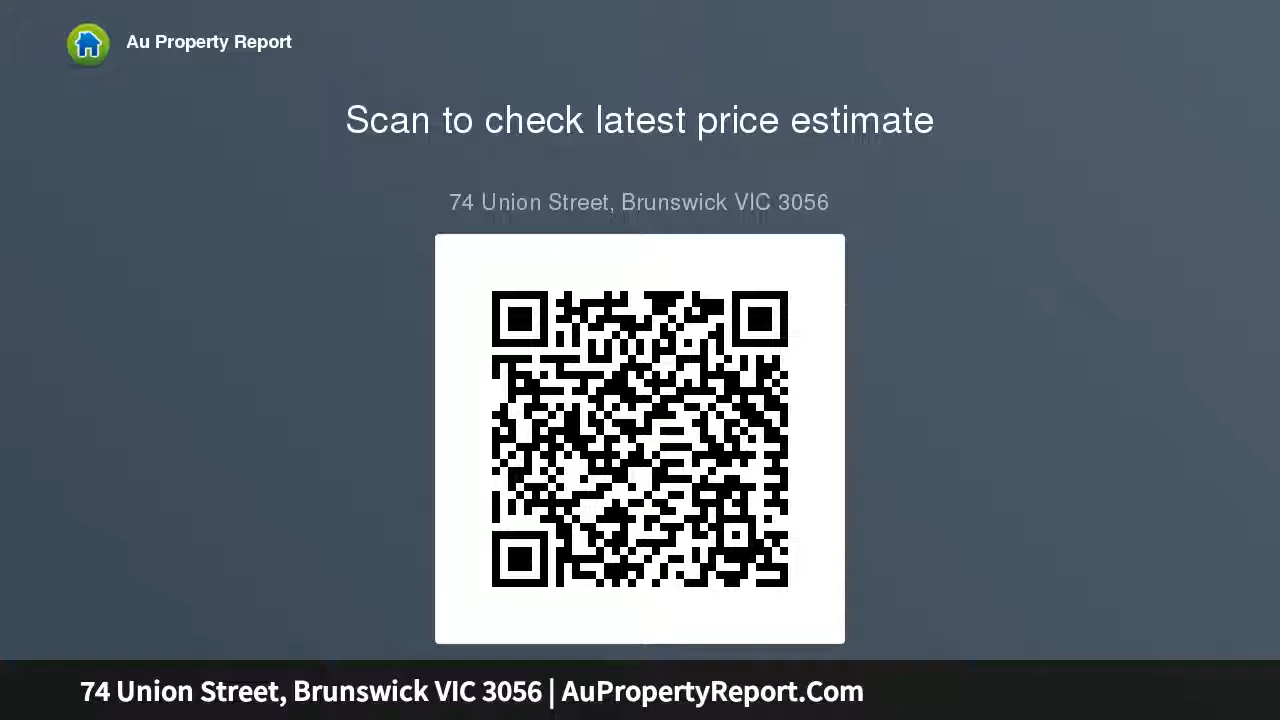 Au Property Report
Scan to check latest price estimate
74 Union Street, Brunswick VIC 3056
74 Union Street, Brunswick VIC 3056 | AuPropertyReport.Com